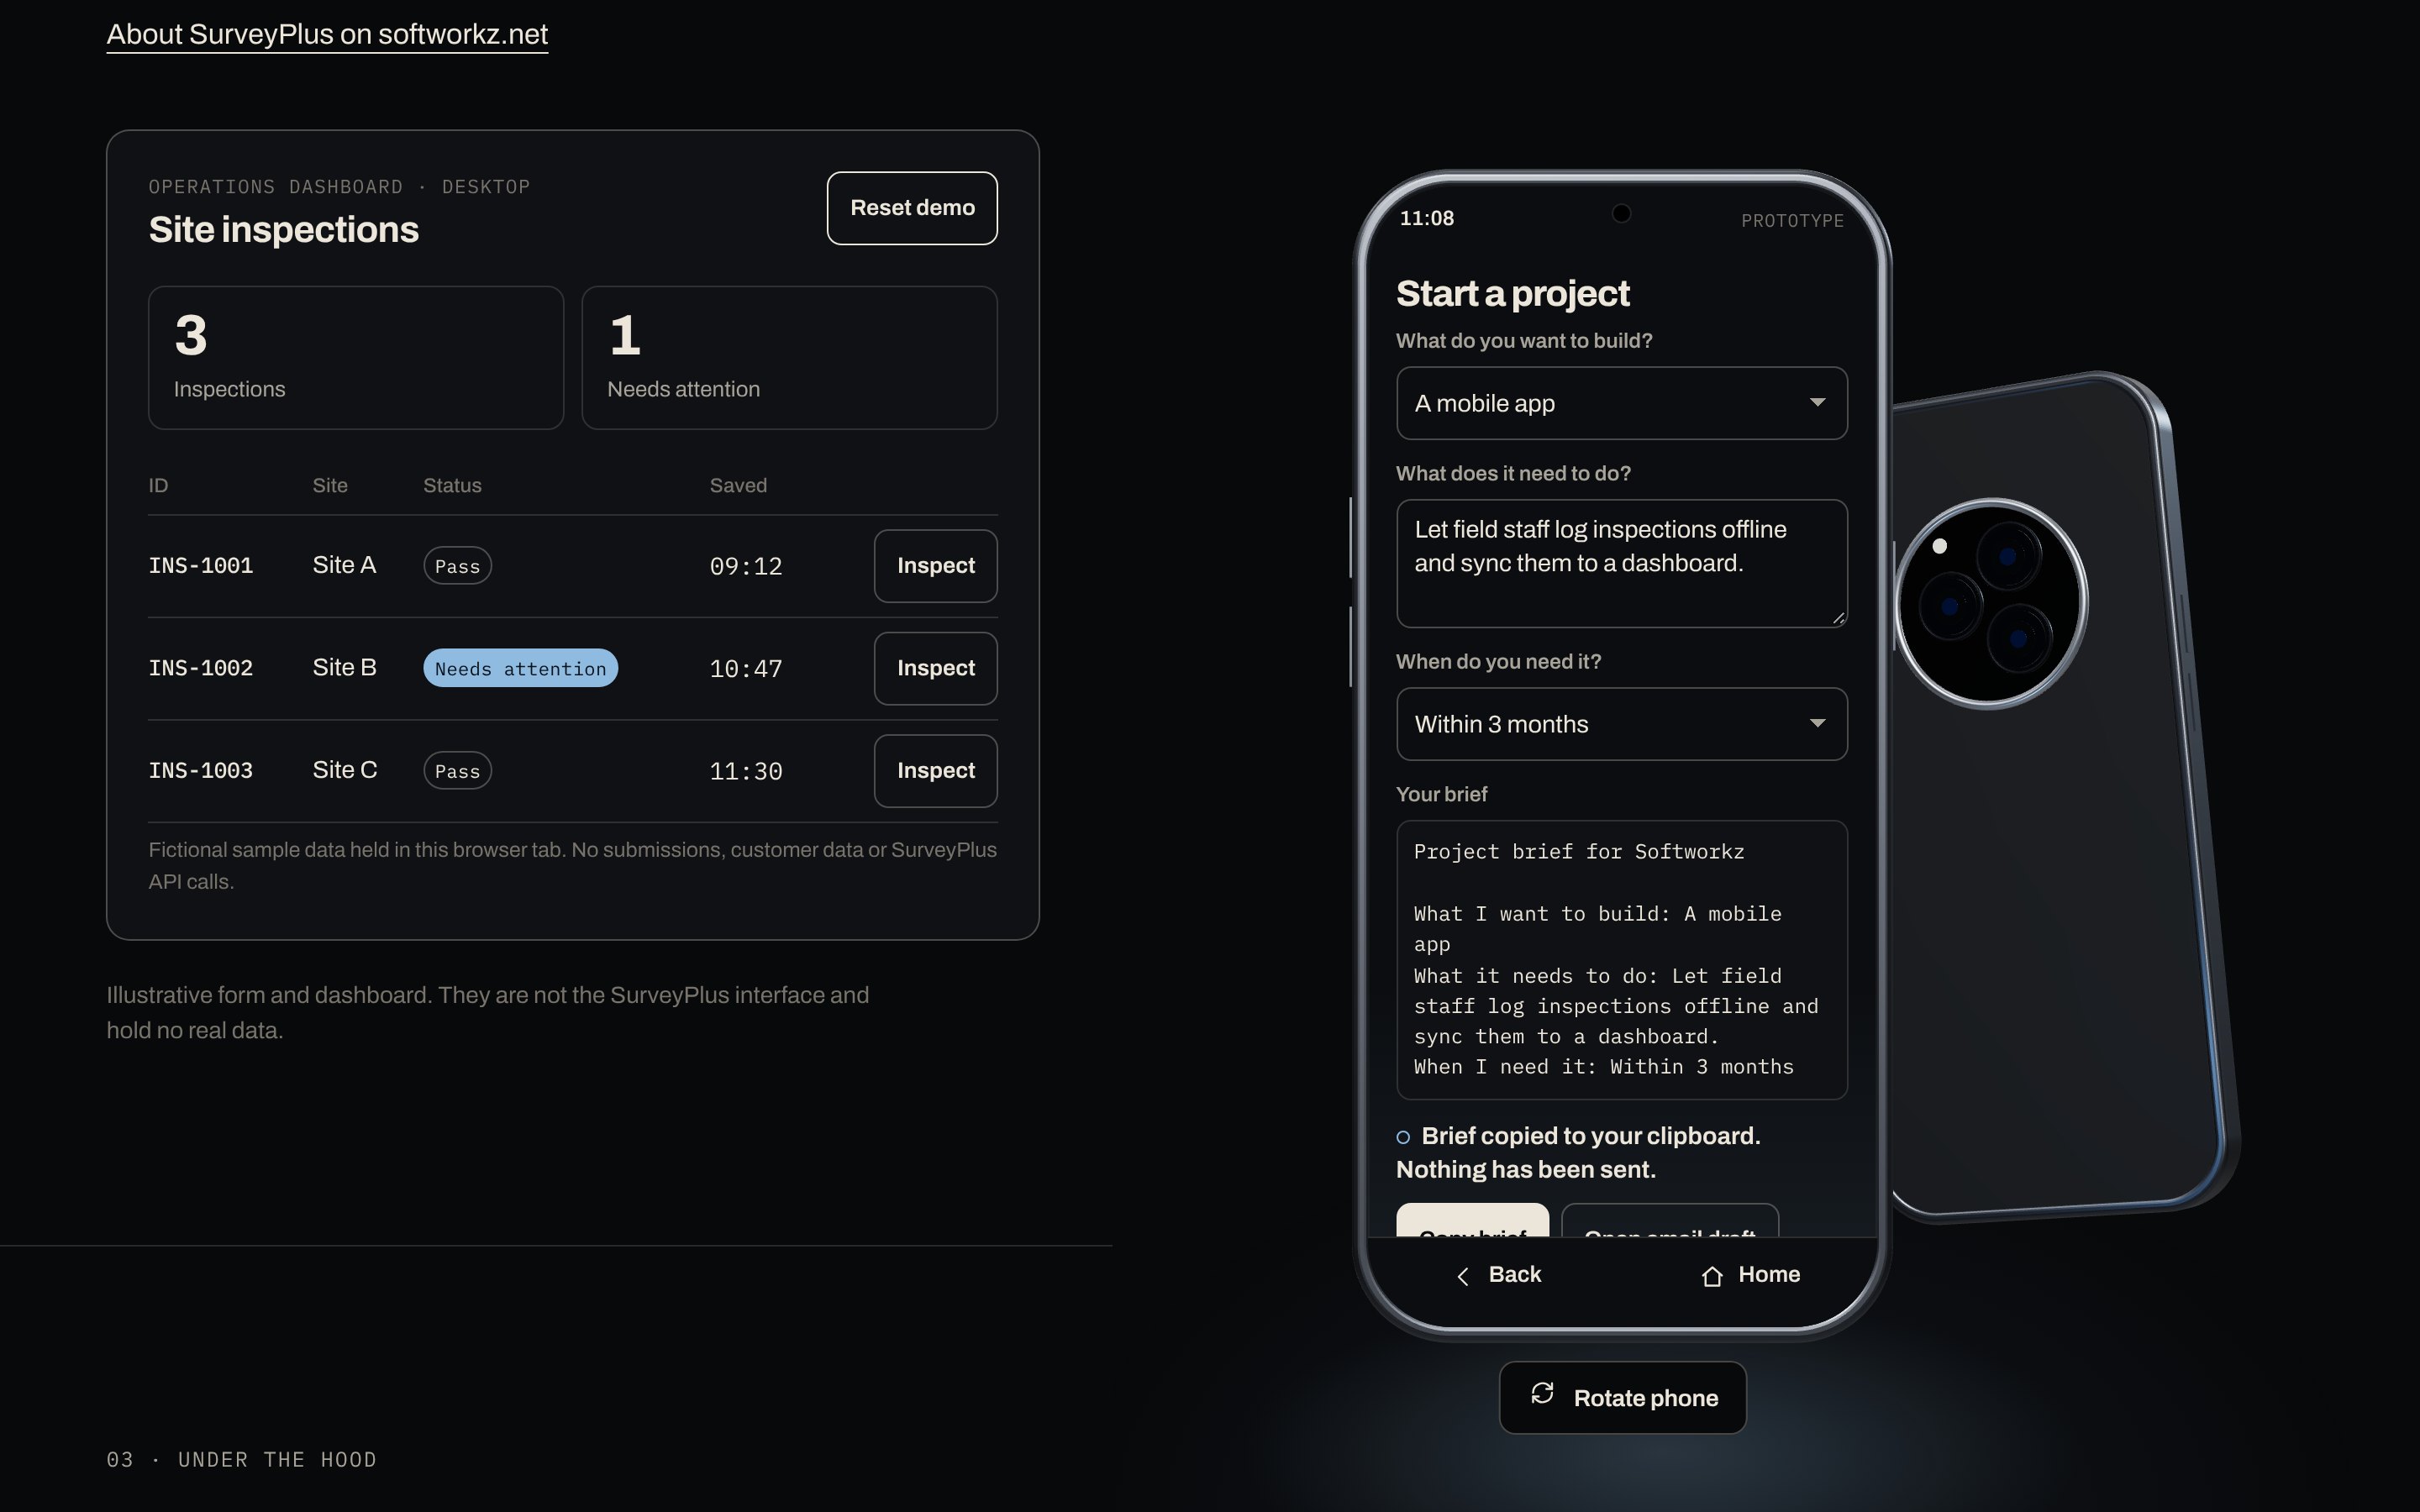 About SurveyPlus on softworkz.net
OPERATIONS DASHBOARD · DESKTOP
Site inspections
Reset demo
3
Inspections
1
Needs attention
ID Site Status Saved
INS-1001 Site A Pass 09:12 Inspect
INS-1002 Site B Needs attention 10:47 Inspect
INS-1003 Site C Pass 11:30 Inspect
Fictional sample data held in this browser tab. No submissions, customer data or SurveyPlus
API calls.
Illustrative form and dashboard. They are not the SurveyPlus interface and
hold no real data.
03 · UNDER THE HOOD
11:08 PROTOTYPE
Start a project
What do you want to build?
A mobile app
What does it need to do?
Let field staff log inspections offline
and sync them to a dashboard.
When do you need it?
Within 3 months
Your brief
Project brief for Softworkz
What I want to build: A mobile
app
What it needs to do: Let field
staff log inspections offline and
sync them to a dashboard.
When I need it: Within 3 months
Brief copied to your clipboard.
Nothing has been sent.
Copy brief Open email draft
Back Home
Rotate phone